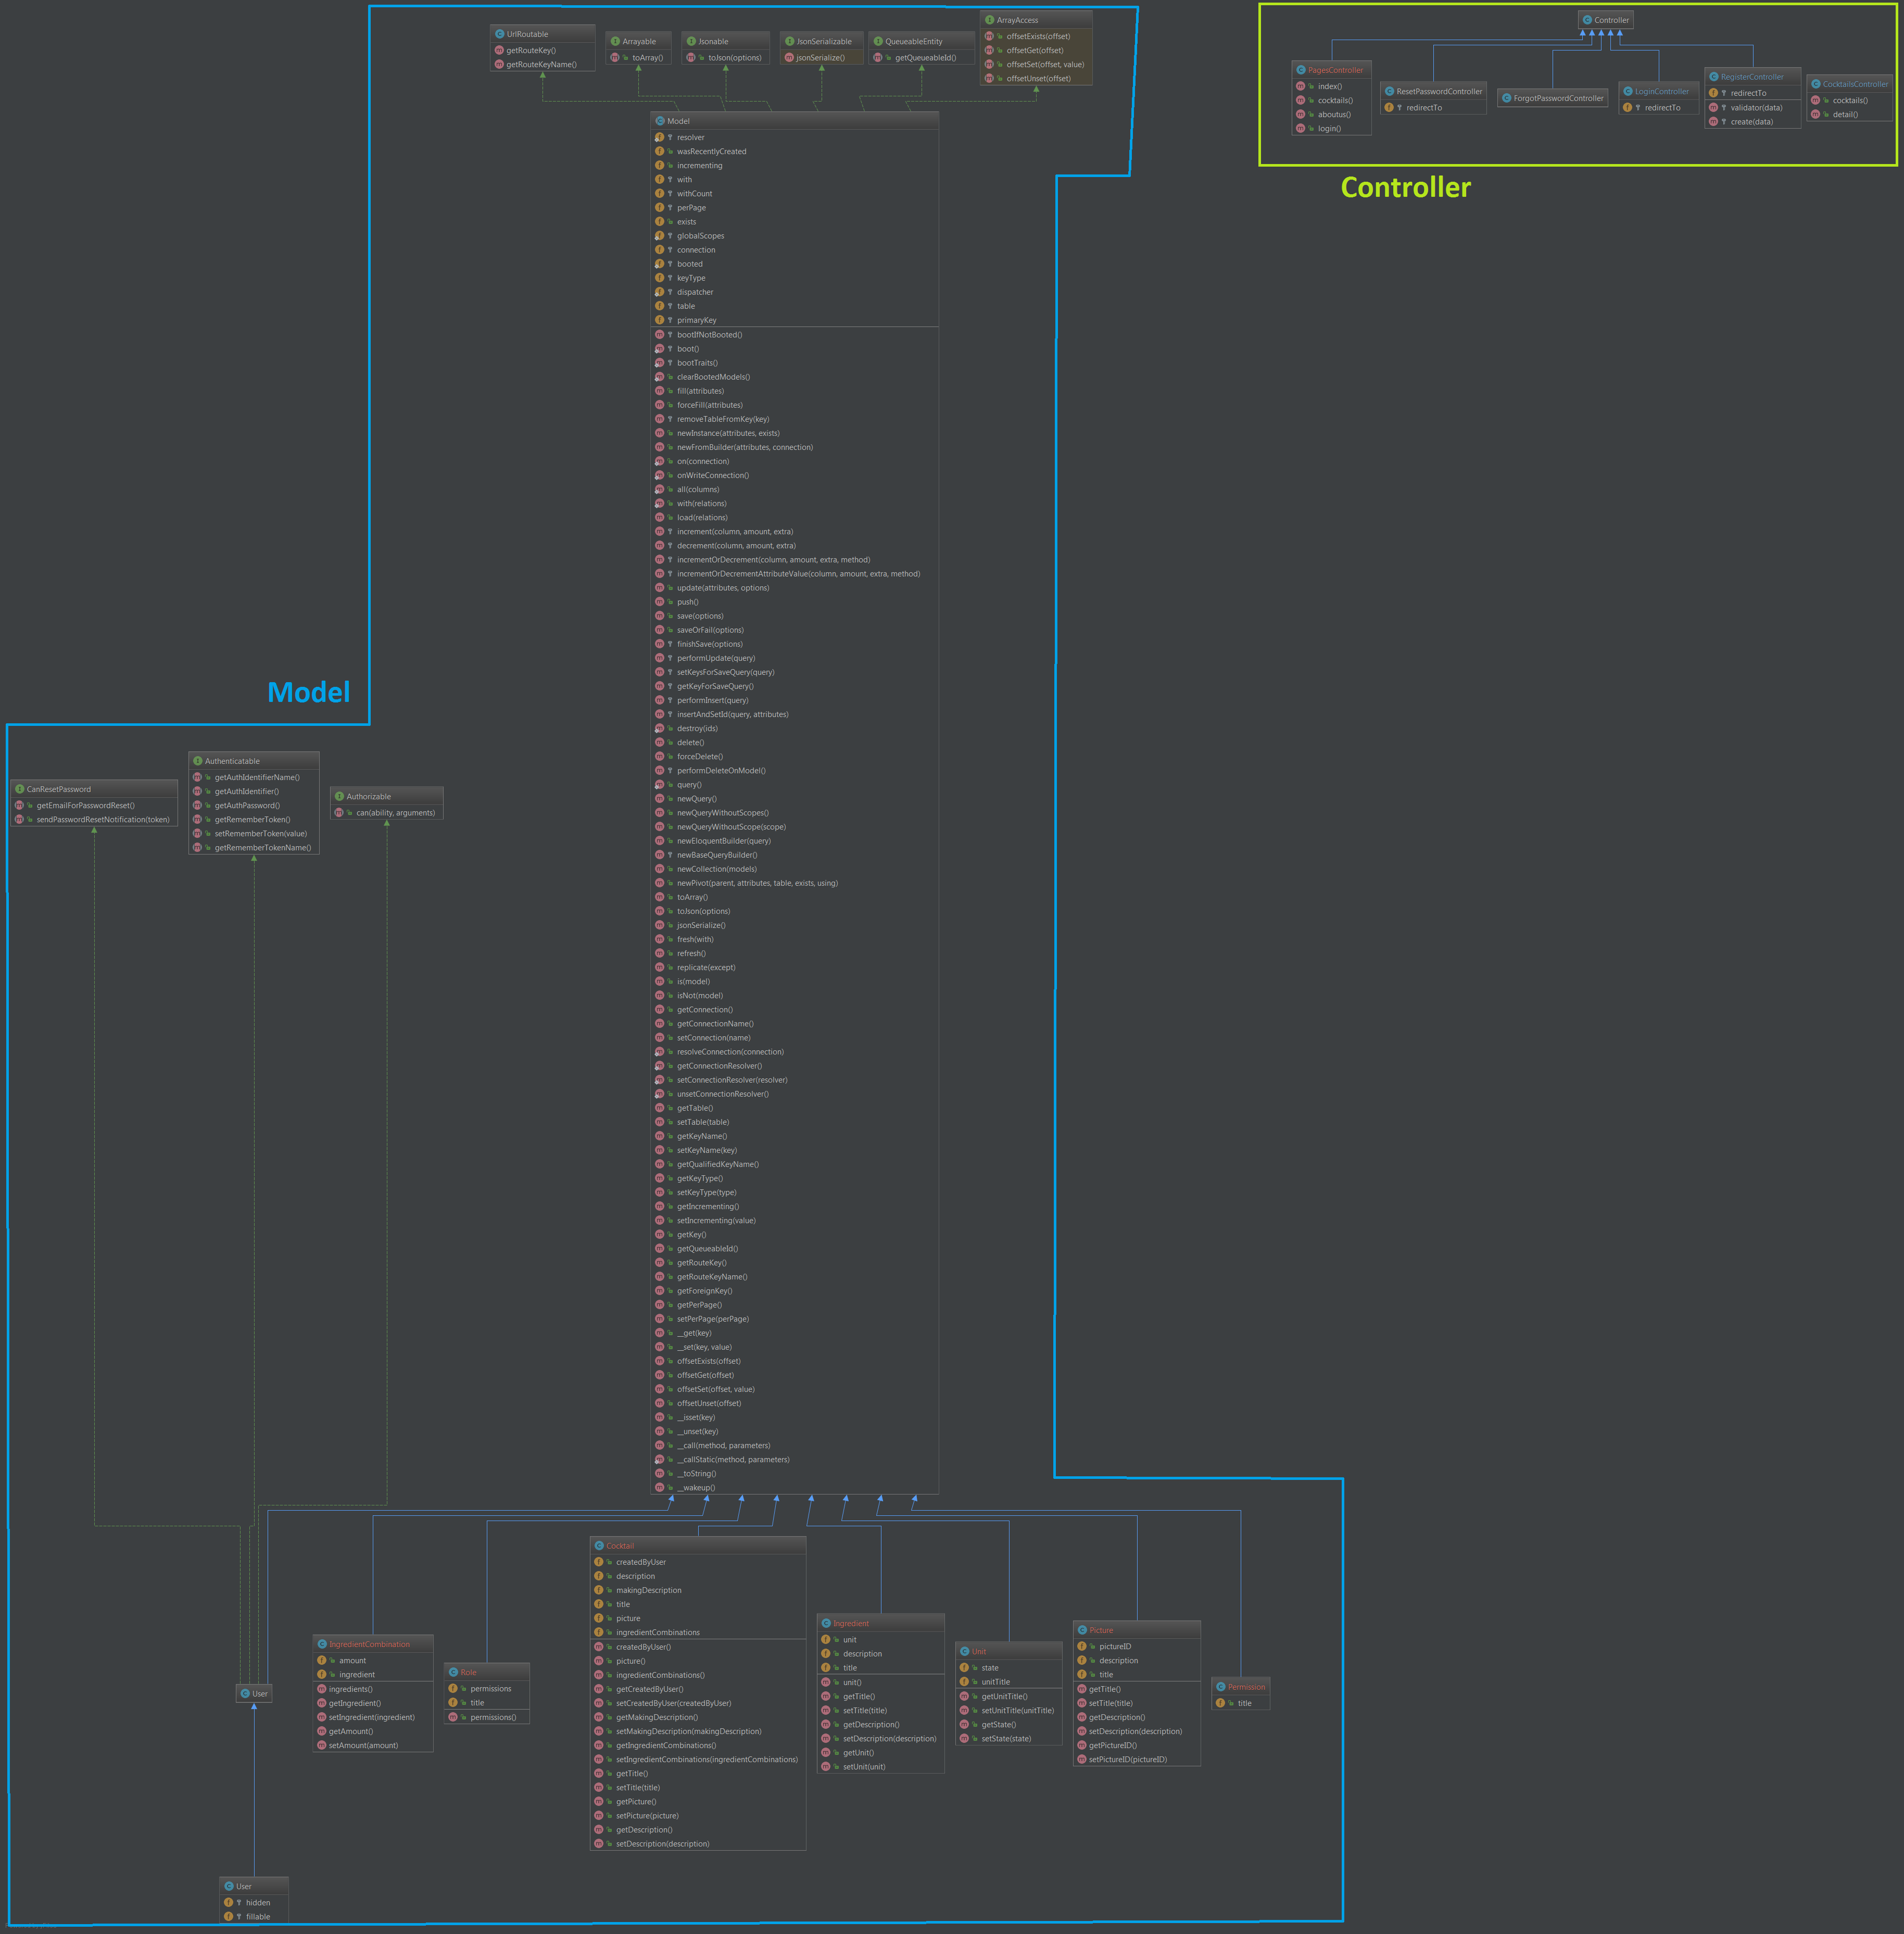 UrlRoutable
getRouteKey()
getRouteKeyName()
Arrayable
toArray()
Jsonable
toJson(options)
JsonSerializable
jsonSerialize()
QueueableEntity
getQueueableId()
ArrayAccess
offsetExists(offset)
offsetGet(offset)
offsetSet(offset, value)
offsetUnset(offset)
Controller
PagesController
index()
cocktails()
aboutus()
login()
ResetPasswordController
redirectTo
ForgotPasswordController
LoginController
redirectTo
RegisterController
redirectTo
validator(data)
create(data)
CocktailsController
cocktails()
detail()
Controller
Model
resolver
wasRecentlyCreated
incrementing
with
withCount
perPage
exists
globalScopes
connection
booted
keyType
dispatcher
table
primaryKey
bootIfNotBooted()
boot()
bootTraits()
clearBootedModels()
fill(attributes)
forceFill(attributes)
removeTableFromKey(key)
newInstance(attributes, exists)
newFromBuilder(attributes, connection)
on(connection)
onWriteConnection()
all(columns)
with(relations)
load(relations)
increment(column, amount, extra)
decrement(column, amount, extra)
incrementOrDecrement(column, amount, extra, method)
incrementOrDecrementAttributeValue(column, amount, extra, method)
update(attributes, options)
push()
save(options)
saveOrFail(options)
finishSave(options)
performUpdate(query)
setKeysForSaveQuery(query)
getKeyForSaveQuery()
performInsert(query)
insertAndSetId(query, attributes)
destroy(ids)
delete()
forceDelete()
performDeleteOnModel()
query()
newQuery()
newQueryWithoutScopes()
newQueryWithoutScope(scope)
newEloquentBuilder(query)
newBaseQueryBuilder()
newCollection(models)
newPivot(parent, attributes, table, exists, using)
toArray()
toJson(options)
jsonSerialize()
fresh(with)
refresh()
replicate(except)
is(model)
isNot(model)
getConnection()
getConnectionName()
setConnection(name)
resolveConnection(connection)
getConnectionResolver()
setConnectionResolver(resolver)
unsetConnectionResolver()
getTable()
setTable(table)
getKeyName()
setKeyName(key)
getQualifiedKeyName()
getKeyType()
setKeyType(type)
getIncrementing()
setIncrementing(value)
getKey()
getQueueableId()
getRouteKey()
getRouteKeyName()
getForeignKey()
getPerPage()
setPerPage(perPage)
__get(key)
__set(key, value)
offsetExists(offset)
offsetGet(offset)
offsetSet(offset, value)
offsetUnset(offset)
__isset(key)
__unset(key)
__call(method, parameters)
__callStatic(method, parameters)
__toString()
__wakeup()
Model
CanResetPassword
getEmailForPasswordReset()
sendPasswordResetNotification(token)
Authenticatable
getAuthIdentifierName()
getAuthIdentifier()
getAuthPassword()
getRememberToken()
setRememberToken(value)
getRememberTokenName()
Authorizable
can(ability, arguments)
User
IngredientCombination
amount
ingredient
ingredients()
getIngredient()
setIngredient(ingredient)
getAmount()
setAmount(amount)
Role
permissions
title
permissions()
Cocktail
createdByUser
description
makingDescription
title
picture
ingredientCombinations
createdByUser()
picture()
ingredientCombinations()
getCreatedByUser()
setCreatedByUser(createdByUser)
getMakingDescription()
setMakingDescription(makingDescription)
getIngredientCombinations()
setIngredientCombinations(ingredientCombinations)
getTitle()
setTitle(title)
getPicture()
setPicture(picture)
getDescription()
setDescription(description)
Ingredient
unit
description
title
unit()
getTitle()
setTitle(title)
getDescription()
setDescription(description)
getUnit()
setUnit(unit)
Unit
state
unitTitle
getUnitTitle()
setUnitTitle(unitTitle)
getState()
setState(state)
Picture
pictureID
description
title
getTitle()
setTitle(title)
getDescription()
setDescription(description)
getPictureID()
setPictureID(pictureID)
Permission
title
User
hidden
fillable